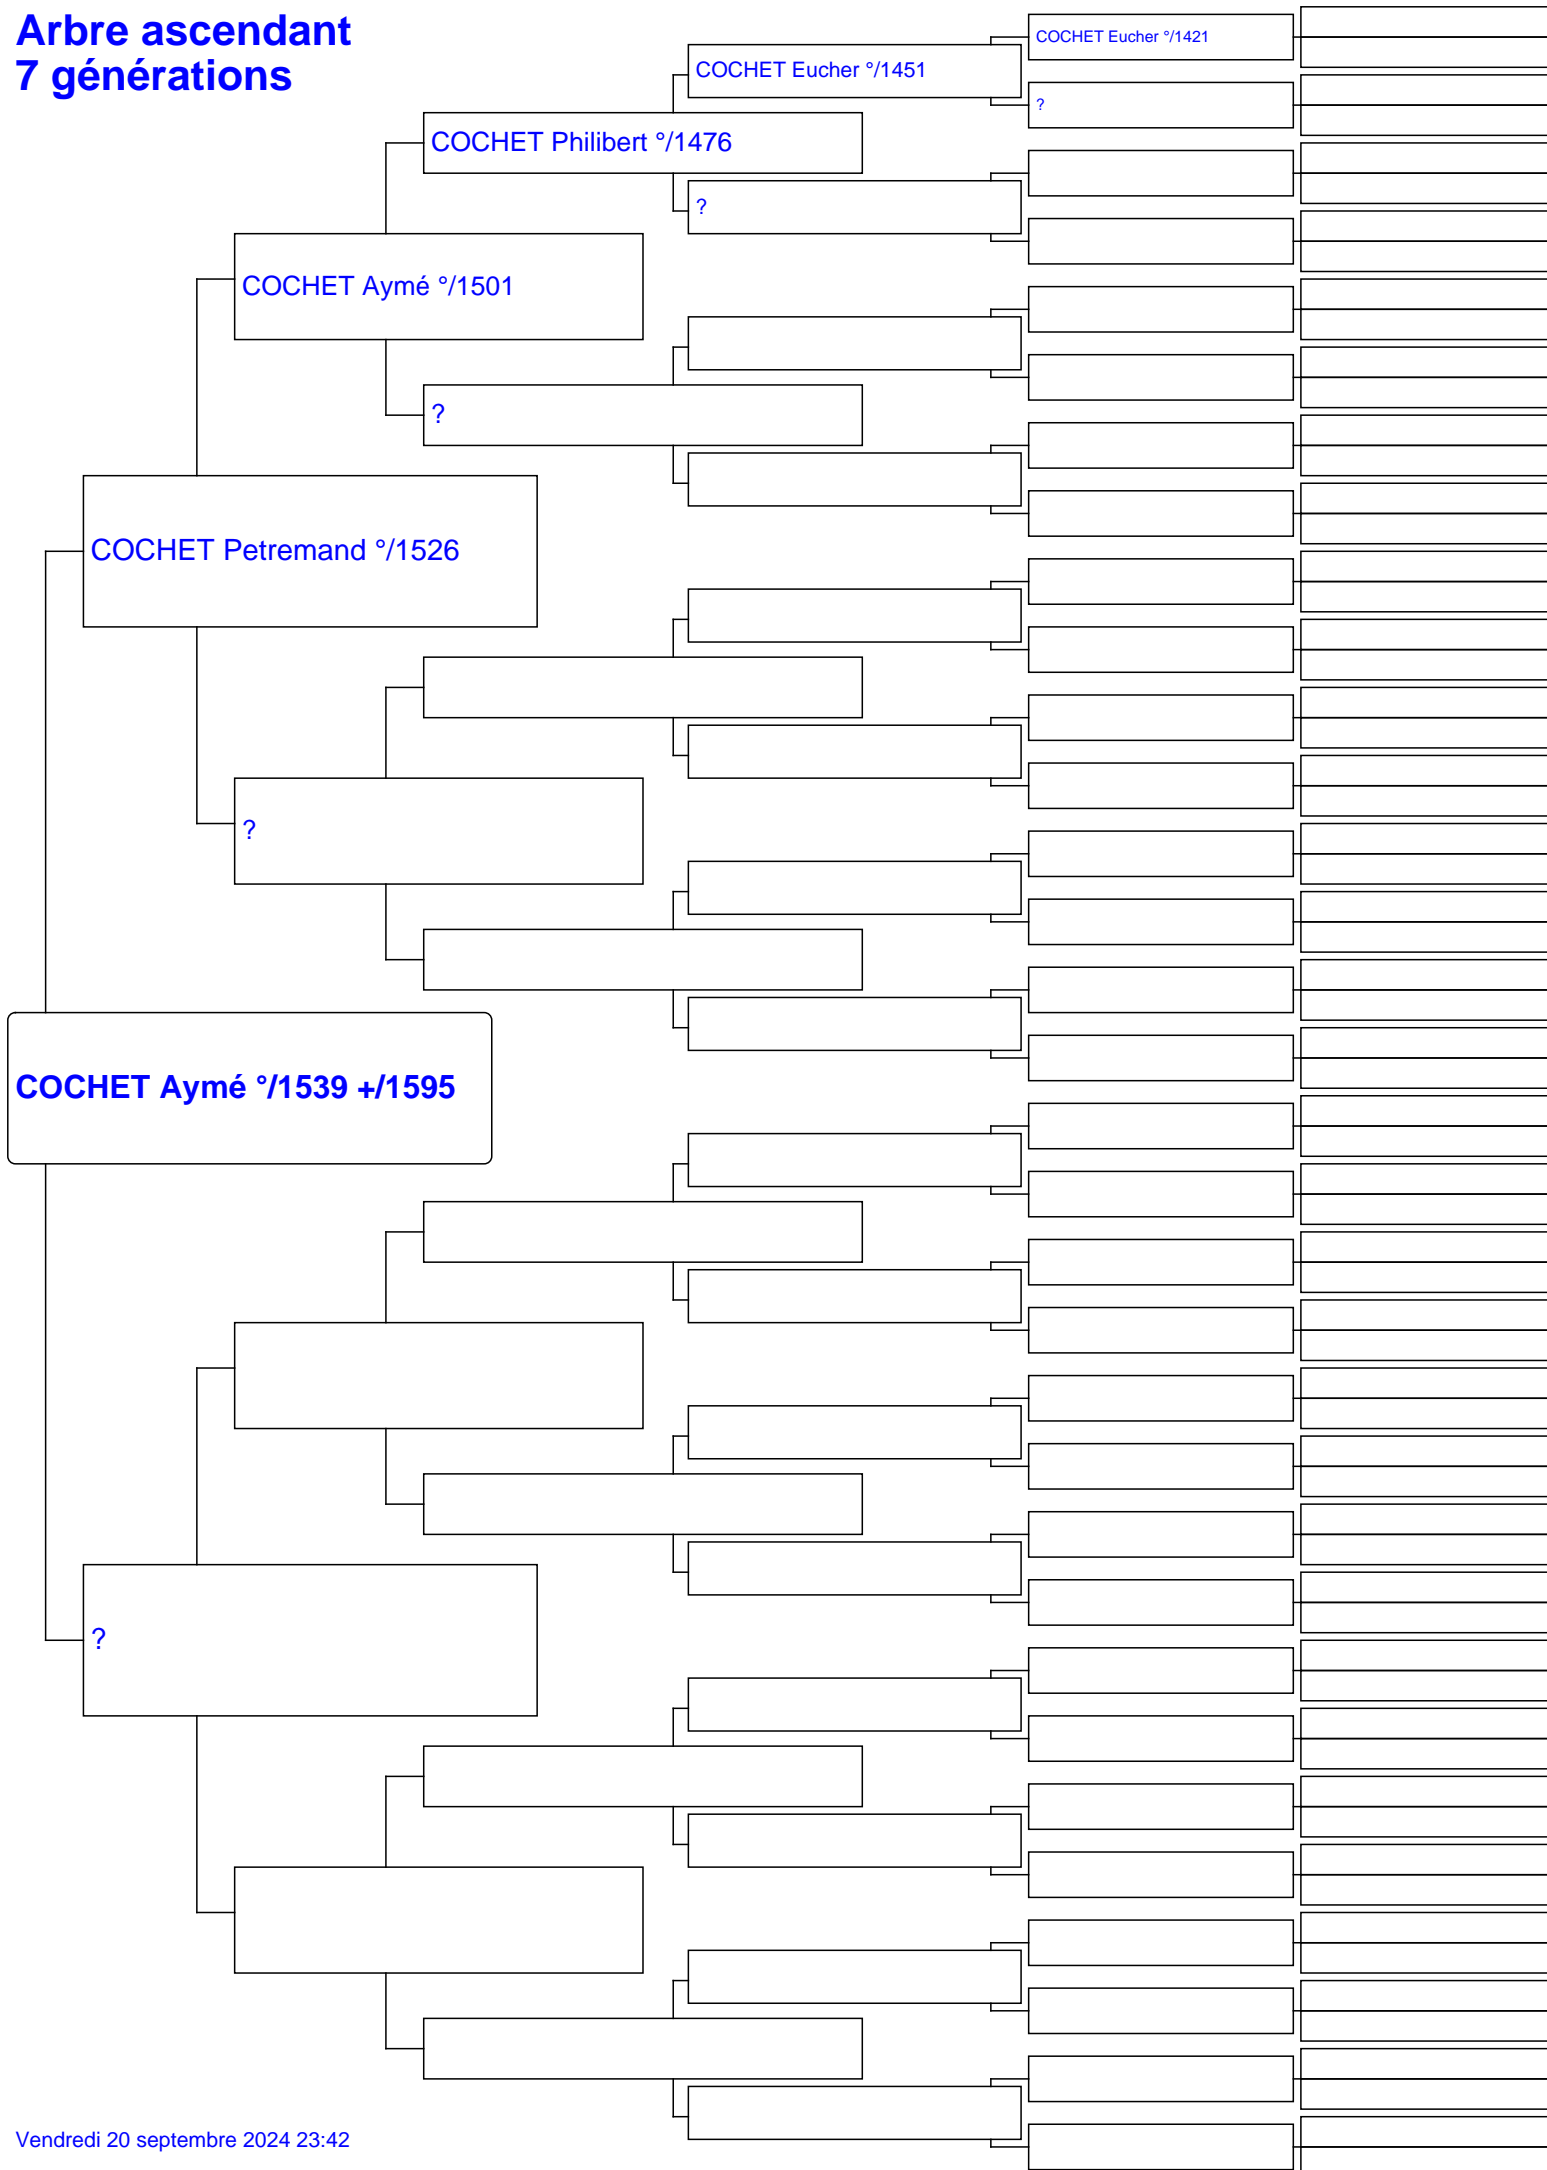 Arbre ascendant
7 générations
COCHET Eucher °/1421
COCHET Eucher °/1451
?
COCHET Philibert °/1476
?
COCHET Aymé °/1501
?
COCHET Petremand °/1526
?
COCHET Aymé °/1539 +/1595
?
Vendredi 20 septembre 2024 23:42